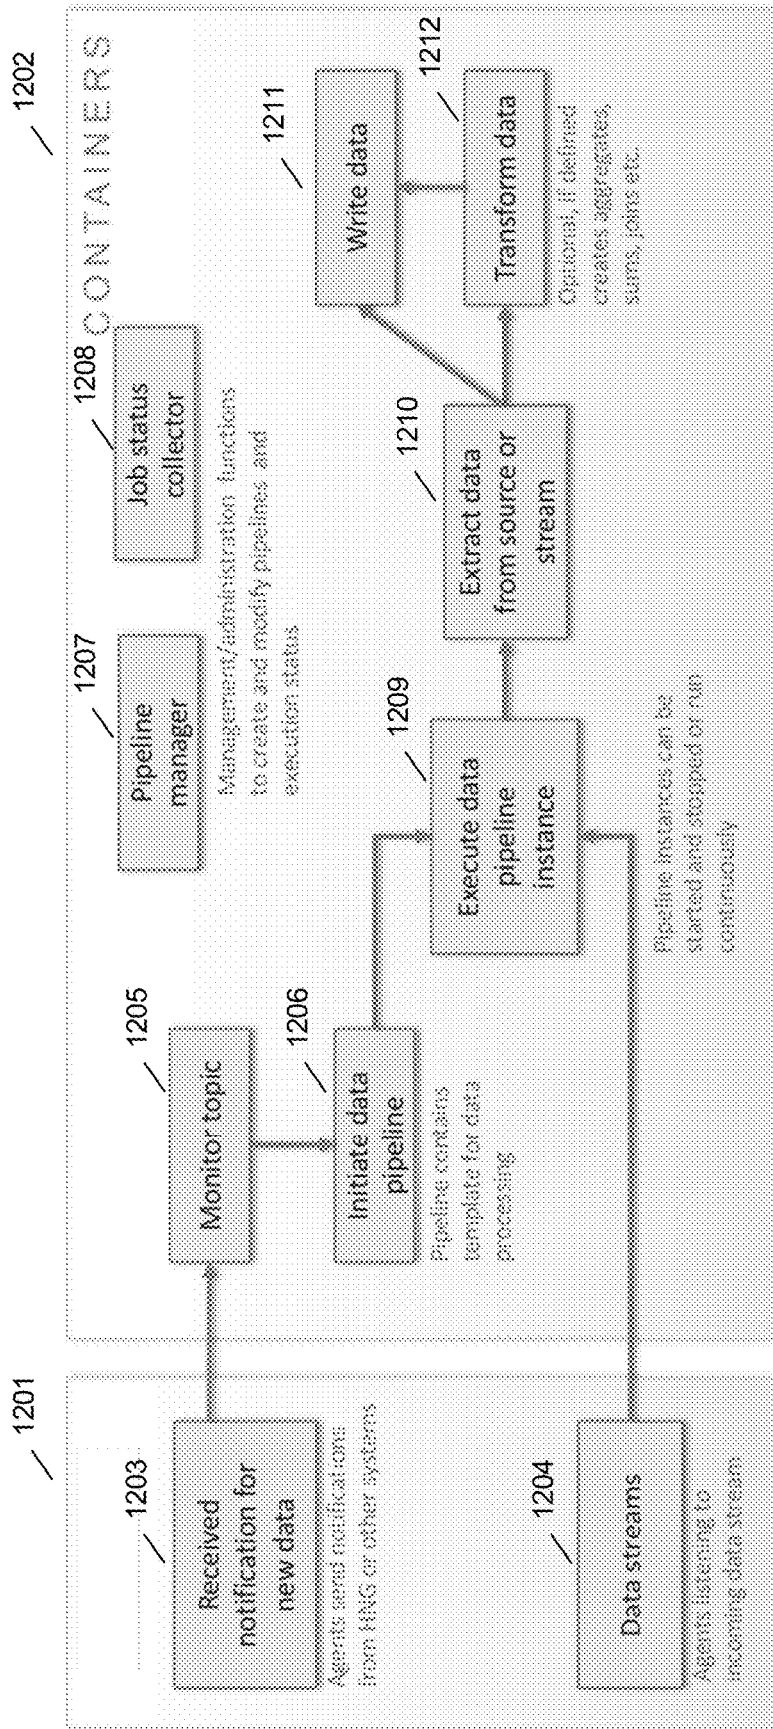 1201
1203
Received
notification for
new data
Agents send notifications
from HNG or other systems
1204
Data streams
Agents listening to
incoming data stream
1202
CONTAINERS
1205
Monitor topic
1206
Initiate data
pipeline
Pipeline contains
template for data
processing
1207
Pipeline
manager
1208
Job status
collector
Management/administration functions
to create and modify pipelines and
execution status
1209
Execute data
pipeline
instance
Pipeline instances can be
started and stopped or run
continuously
1210
Extract data
from source or
stream
1211
Write data
1212
Transform data
Optional, if defined
creates aggregates,
sums, joins etc.